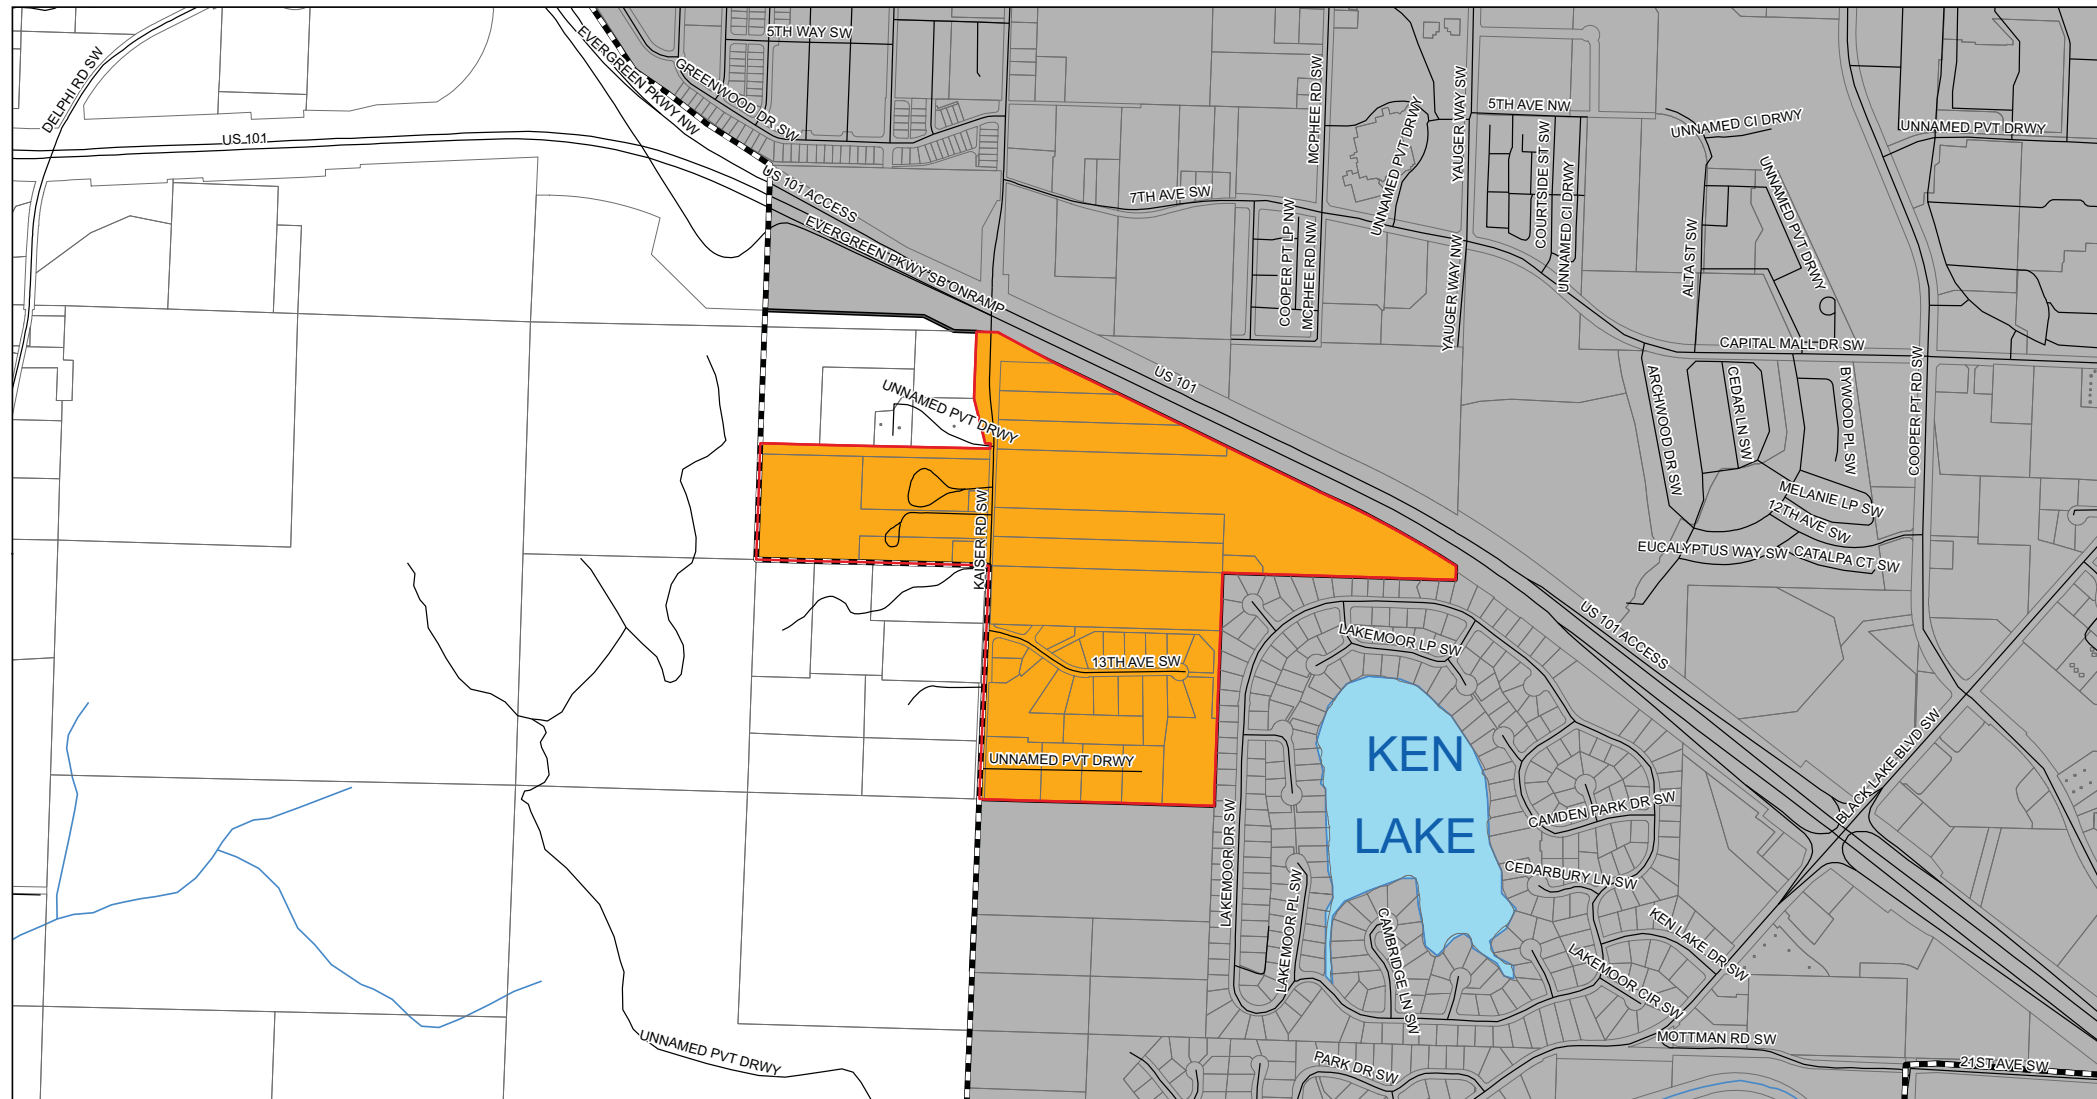 5TH WAY SW
DELPHI RD SW
EVERGREEN PKWY NW
GREENWOOD DR SW
US 101
US 101 ACCESS
EVERGREEN PKWY SB ONRAMP
7TH AVE SW
MCPHEE RD SW
UNNAMED PVT DRWY
YAUGER WAY SW
5TH AVE NW
COURTSIDE ST SW
UNNAMED CI DRWY
UNNAMED CI DRWY
UNNAMED PVT DRWY
UNNAMED PVT DRWY
COOPER PT LP NW
MCPHEE RD NW
YAUGER WAY NW
ALTA ST SW
CAPITAL MALL DR SW
US 101
UNNAMED PVT DRWY
ARCHWOOD DR SW
CEDAR LN SW
BYWOOD PL SW
COOPER PT RD SW
MELANIE LP SW
12TH AVE SW
EUCALYPTUS WAY SW
CATALPA CT SW
KAISER RD SW
US 101 ACCESS
LAKEMOOR LP SW
13TH AVE SW
UNNAMED PVT DRWY
KEN
LAKE
BLACK LAKE BLVD SW
CAMDEN PARK DR SW
LAKEMOOR DR SW
LAKEMOOR PL SW
CEDARBURY LN SW
CAMBRIDGE LN SW
KEN LAKE DR SW
LAKEMOOR CIR SW
UNNAMED PVT DRWY
PARK DR SW
MOTTMAN RD SW
21ST AVE SW